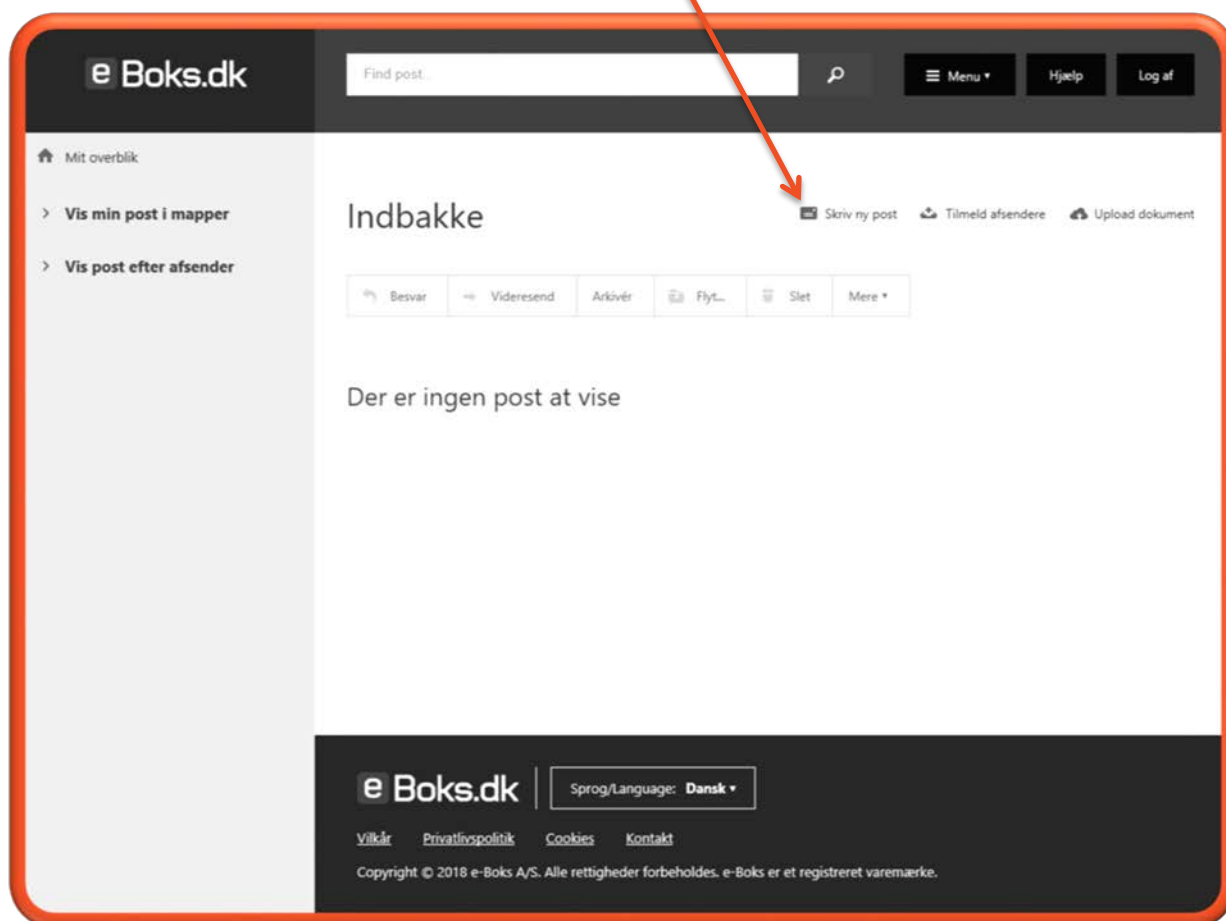 e Boks.dk
Find post..
Menu
Hjælp
Log af
Mit overblik
Vis min post i mapper
Vis post efter afsender
Indbakke
Skriv ny post
Tilmeld afsendere
Upload dokument
Besvar
Videresend
Arkivér
Flyt...
Slet
Mere
Der er ingen post at vise
e Boks.dk
Sprog/Language: Dansk
Vilkår Privatlivspolitik Cookies Kontakt
Copyright © 2018 e-Boks A/S. Alle rettigheder forbeholdes. e-Boks er et registreret varemærke.